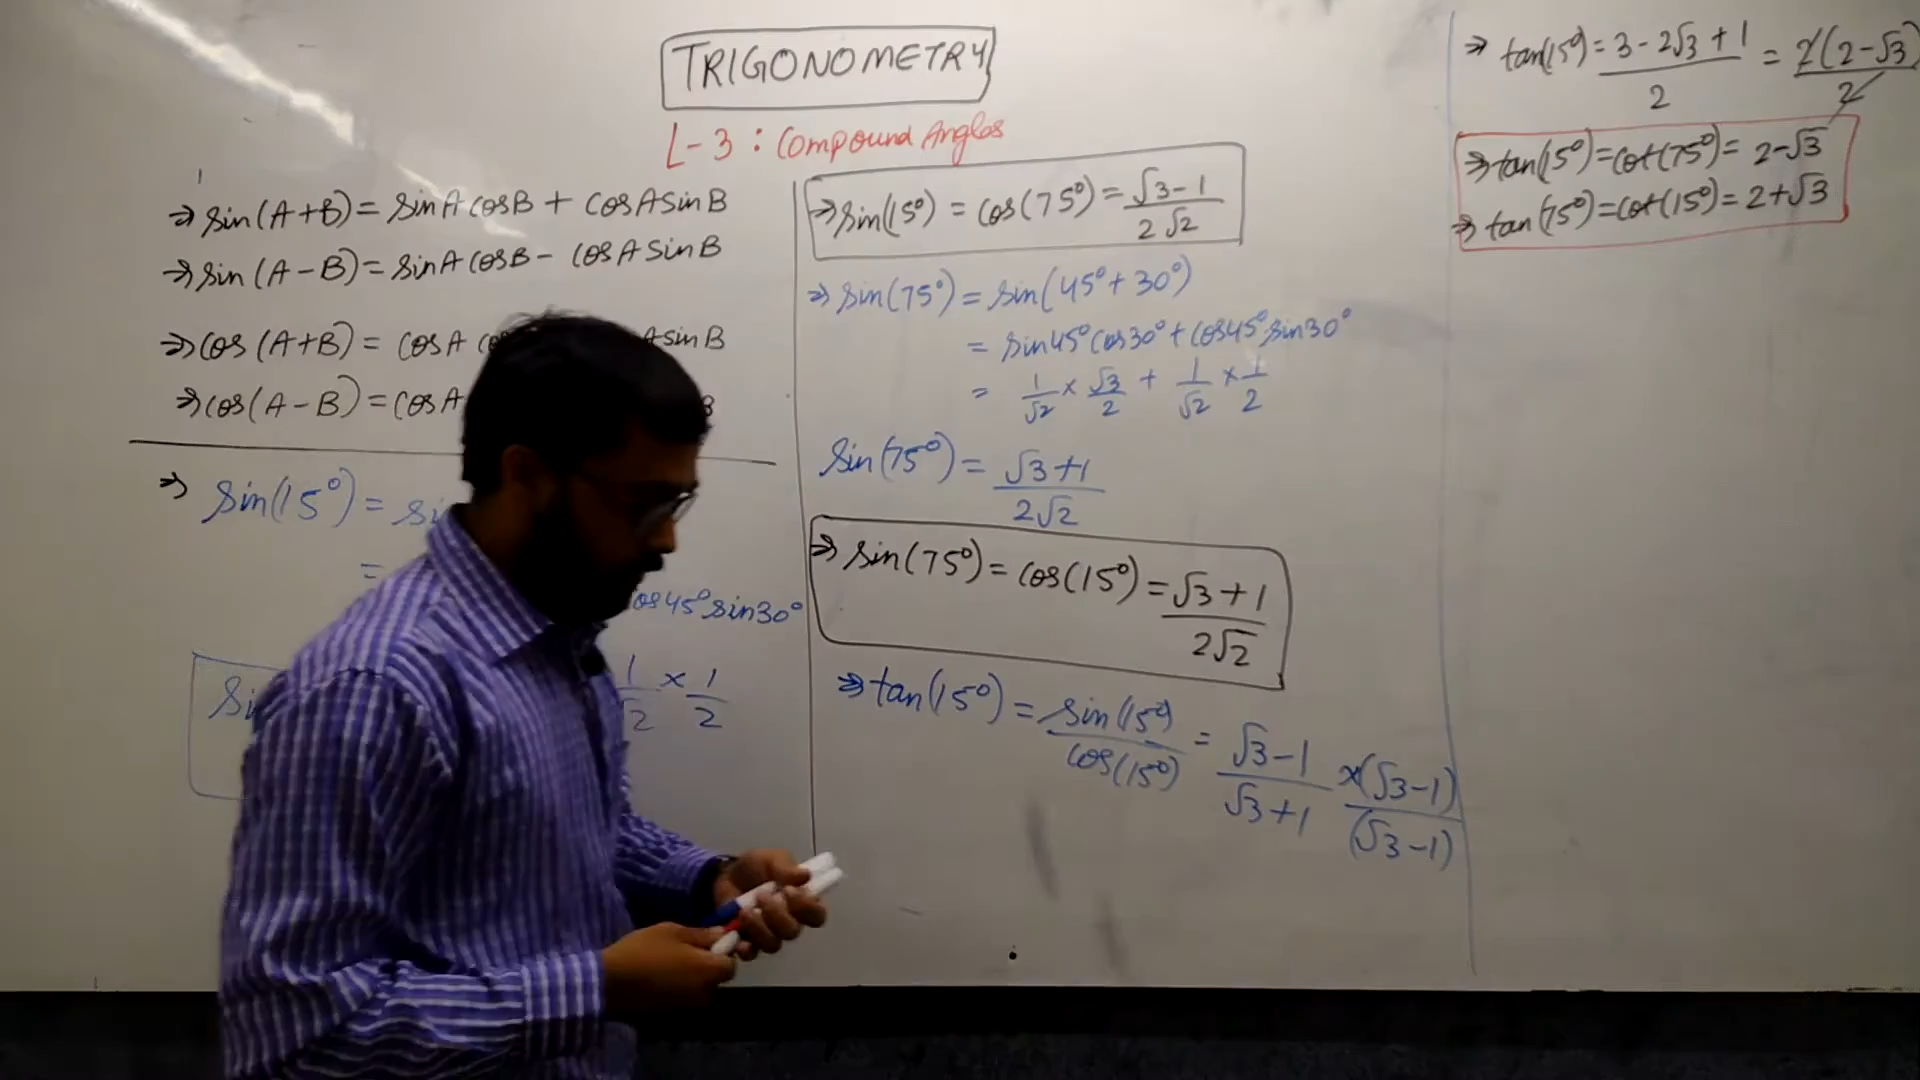 TRIGONOMETRY
L-3 : Compound Angles
⇒ sin(A+B) = sinA cosB + cosA sinB
⇒ sin(A-B) = sinA cosB - cosA sinB
⇒ cos(A+B) = cosA sinB
⇒ cos(A-B) = cosA B
⇒ sin(15°) =
=
cos45° sin30°
1/2 × 1/2
⇒ sin(15°) = cos(75°) = √3-1/2√2
⇒ sin(75°) = sin(45°+30°)
= sin45° cos30° + cos45° sin30°
= 1/√2 × √3/2 + 1/√2 × 1/2
sin(75°) = √3+1/2√2
⇒ sin(75°) = cos(15°) = √3+1/2√2
⇒ tan(15°) = sin(15°)/cos(15°) = √3-1/√3+1 × (√3-1)/(√3-1)
⇒ tan(15°) = 3-2√3+1/2 = 2(2-√3)/2
⇒ tan(15°) = cot(75°) = 2-√3
⇒ tan(75°) = cot(15°) = 2+√3